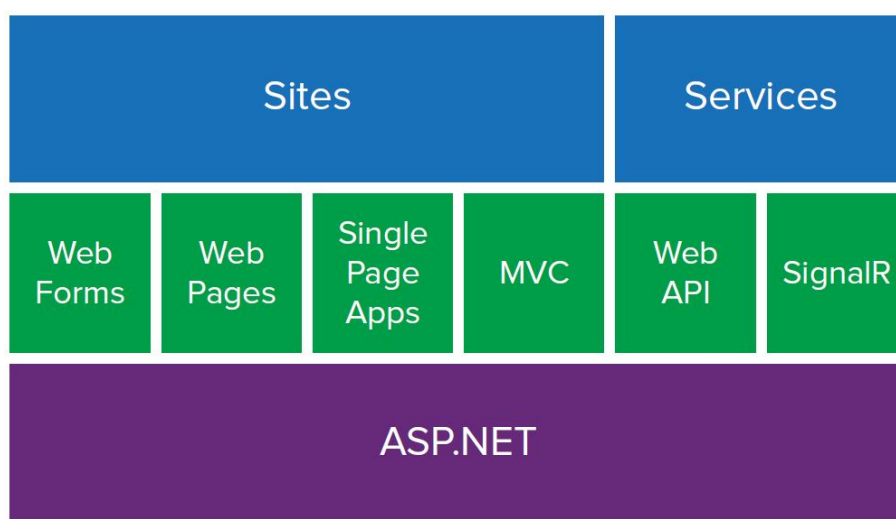 Sites
Services
Web
Forms
Web
Pages
Single
Page
Apps
MVC
Web
API
SignalR
ASP.NET